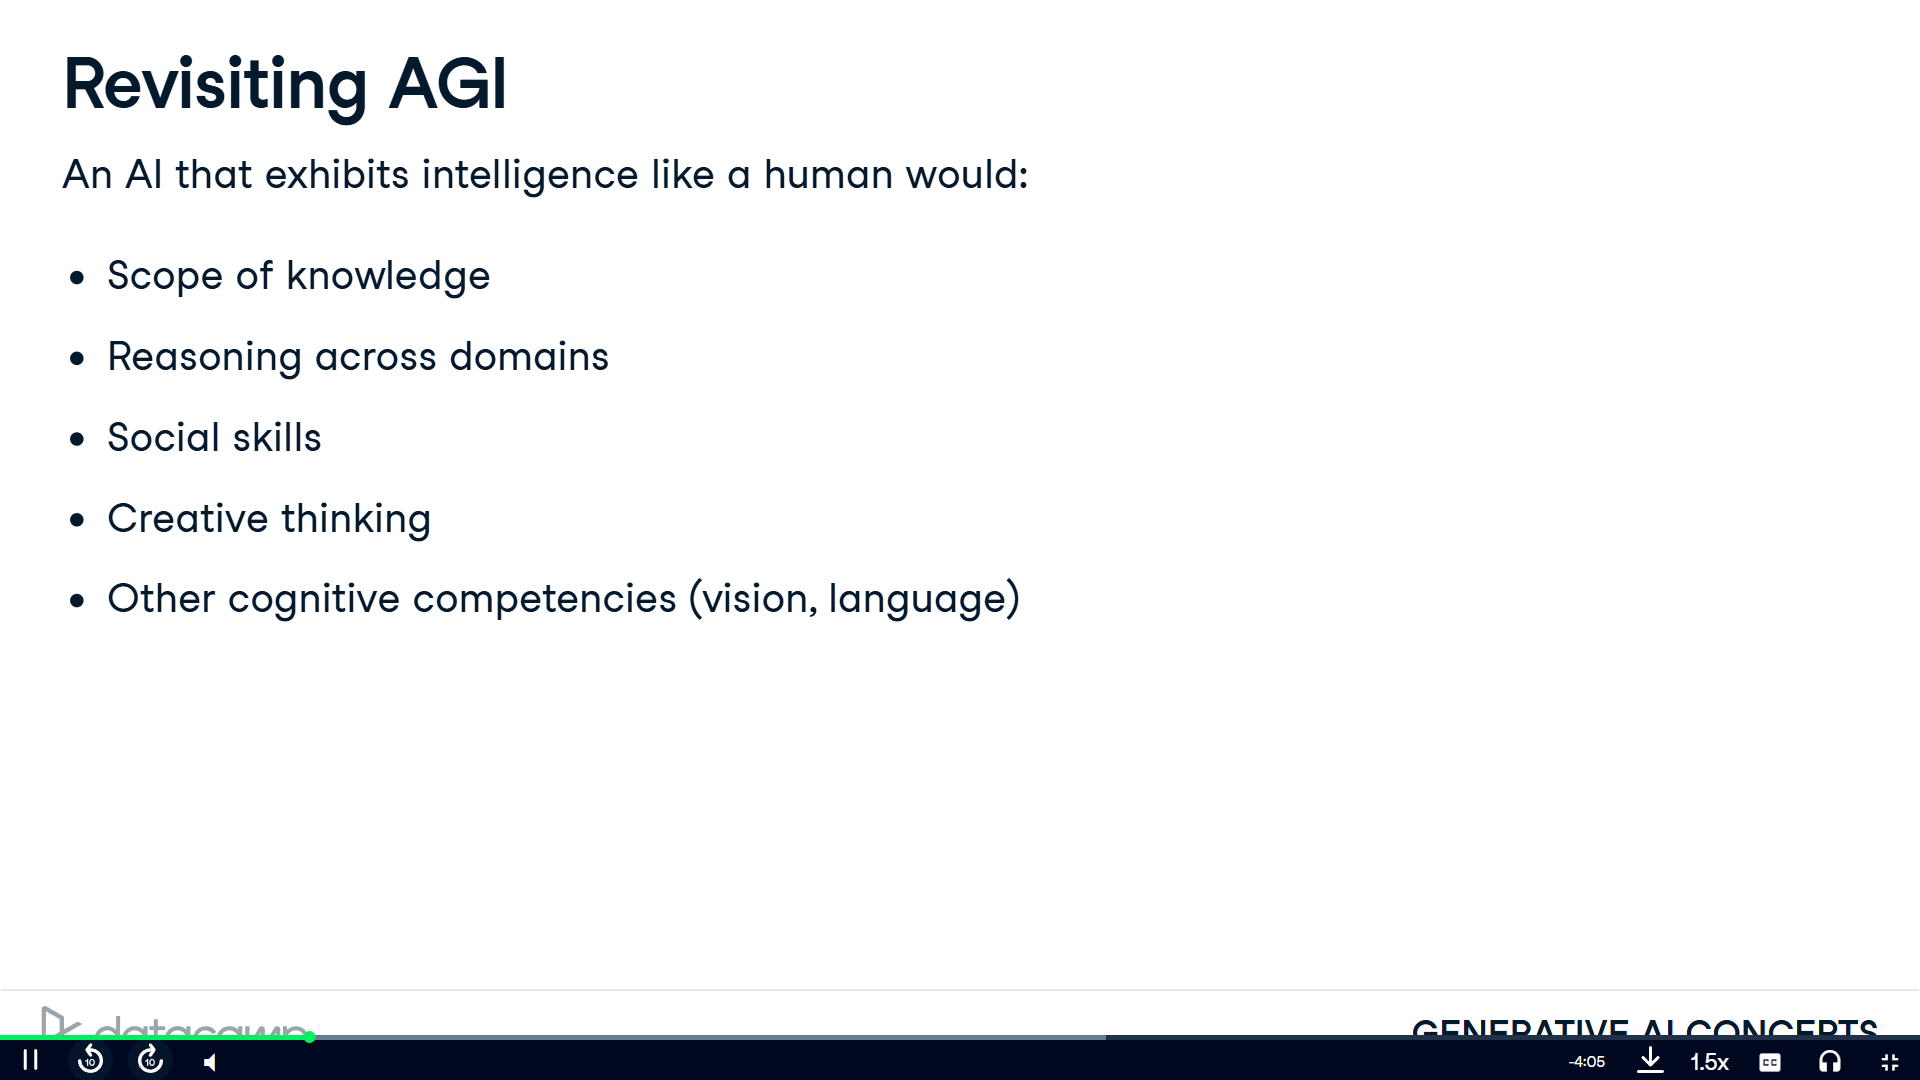 Revisiting AGI
An AI that exhibits intelligence like a human would:
• Scope of knowledge
• Reasoning across domains
• Social skills
• Creative thinking
• Other cognitive competencies (vision, language)
datacamp
GENERATIVE AI CONCEPTS
10
10
-4:05
1.5x
CC